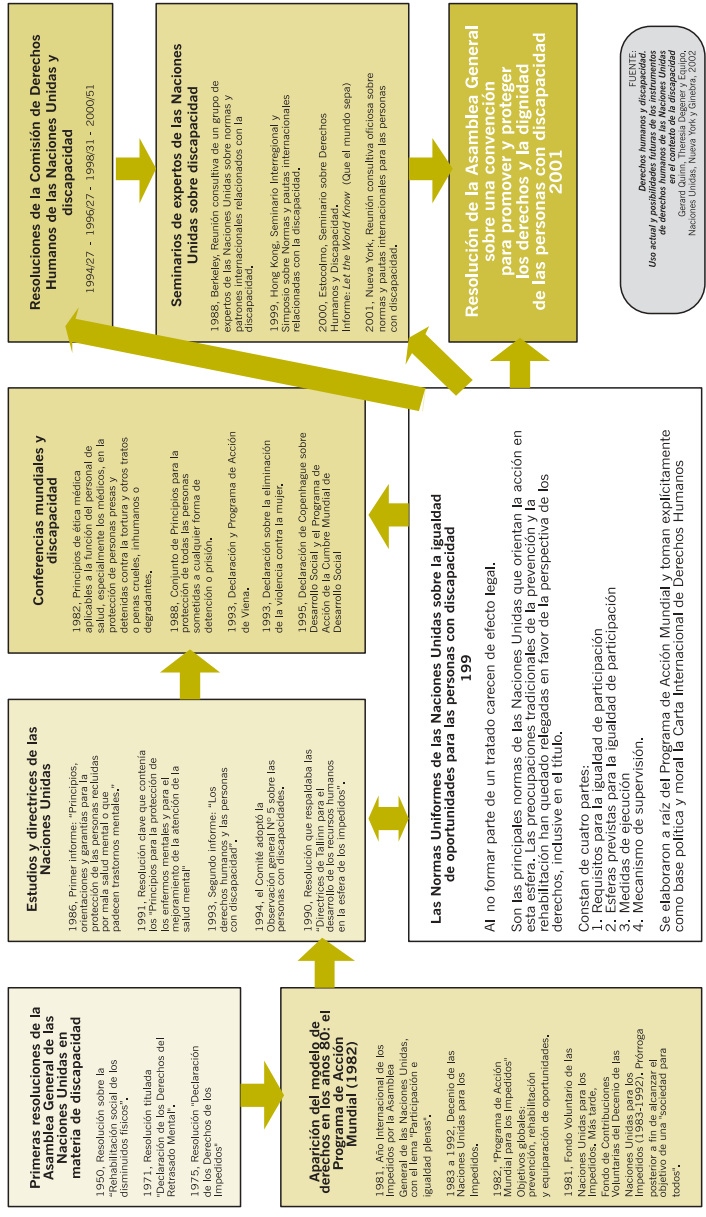 Primeras resoluciones de la
Asamblea General de las
Naciones Unidas en
materia de discapacidad
1950, Resolución sobre la
"Rehabilitación social de los
disminuidos físicos".
1971, Resolución titulada
"Declaración de los Derechos del
Retrasado Mental".
1975, Resolución "Declaración
de los Derechos de los
Impedidos"
Aparición del modelo de
derechos en los anos 80: el
Programa de Acción
Mundial (1982)
1981, Año Internacional de los
Impedidos por la Asamblea
General de las Naciones Unidas,
con el lema "Participación e
igualdad plenas".
1983 a 1992, Decenio de las
Naciones Unidas para los
Impedidos.
1982, "Programa de Acción
Mundial para los Impedidos"
Objetivos globales:
prevención, rehabilitación
y equiparación de oportunidades.
1981, Fondo Voluntario de las
Naciones Unidas para los
Impedidos. Más tarde,
Fondo de Contribuciones
Voluntarias del Decenio de las
Naciones Unidas para los
Impedidos (1983-1992). Prórroga
posterior a fin de alcanzar el
objetivo de una "sociedad para
todos".
Estudios y directrices de las
Naciones Unidas
1986, Primer informe: "Principios,
orientaciones y garantías para la
protección de las personas recluidas
por mala salud mental o que
padecen trastornos mentales."
1991, Resolución clave que contenía
los "Principios para la protección de
los enfermos mentales y para el
mejoramiento de la atención de la
salud mental"
1993, Segundo informe: "Los
derechos humanos y las personas
con discapacidad".
1994, el Comité adoptó la
Observación general Nº 5 sobre las
personas con discapacidades.
1990, Resolución que respaldaba las
"Directrices de Tallinn para el
desarrollo de los recursos humanos
en la esfera de los impedidos".
Conferencias mundiales y
discapacidad
1982, Principios de ética médica
aplicables a la función del personal de
salud, especialmente los médicos, en la
protección de personas presas y
detenidas contra la tortura y otros tratos
o penas crueles, inhumanos o
degradantes.
1988, Conjunto de Principios para la
protección de todas las personas
sometidas a cualquier forma de
detención o prisión.
1993, Declaración y Programa de Acción
de Viena.
1993, Declaración sobre la eliminación
de la violencia contra la mujer.
1995, Declaración de Copenhague sobre
Desarrollo Social y el Programa de
Acción de la Cumbre Mundial de
Desarrollo Social
Las Normas Uniformes de las Naciones Unidas sobre la igualdad
de oportunidades para las personas con discapacidad
199
Al no formar parte de un tratado carecen de efecto legal.
Son las principales normas de las Naciones Unidas que orientan la acción en
esta esfera. Las preocupaciones tradicionales de la prevención y la
rehabilitación han quedado relegadas en favor de la perspectiva de los
derechos, inclusive en el título.
Constan de cuatro partes:
1. Requisitos para la igualdad de participación
2. Esferas previstas para la igualdad de participación
3. Medidas de ejecución
4. Mecanismo de supervisión.
Se elaboraron a raíz del Programa de Acción Mundial y toman explícitamente
como base política y moral la Carta Internacional de Derechos Humanos
Resoluciones de la Comisión de Derechos
Humanos de las Naciones Unidas y
discapacidad
1994/27 - 1996/27 - 1998/31 - 2000/51
Seminarios de expertos de las Naciones
Unidas sobre discapacidad
1988, Berkeley, Reunión consultiva de un grupo de
expertos de las Naciones Unidas sobre normas y
patrones internacionales relacionados con la
discapacidad.
1999, Hong Kong, Seminario Interregional y
Simposio sobre Normas y pautas internacionales
relacionadas con la discapacidad.
2000, Estocolmo, Seminario sobre Derechos
Humanos y Discapacidad.
Informe: Let the World Know (Que el mundo sepa)
2001, Nueva York, Reunión consultiva oficiosa sobre
normas y pautas internacionales para las personas
con discapacidad.
Resolución de la Asamblea General
sobre una convención
para promover y proteger
los derechos y la dignidad
de las personas con discapacidad
2001
FUENTE:
Derechos humanos y discapacidad.
Uso actual y posibilidades futuras de los instrumentos
de derechos humanos de las Naciones Unidas
en el contexto de la discapacidad
Gerard Quinn, Theresia Degener y Equipo,
Naciones Unidas, Nueva York y Ginebra, 2002